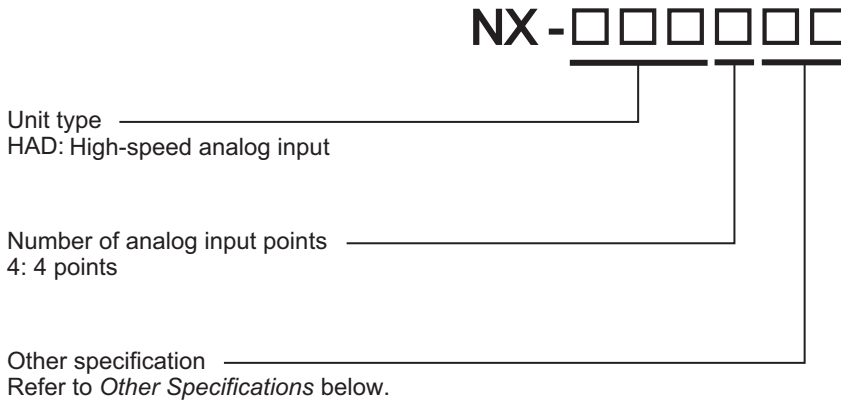 NX -□□□□□□
Unit type
HAD: High-speed analog input
Number of analog input points
4: 4 points
Other specification
Refer to Other Specifications below.